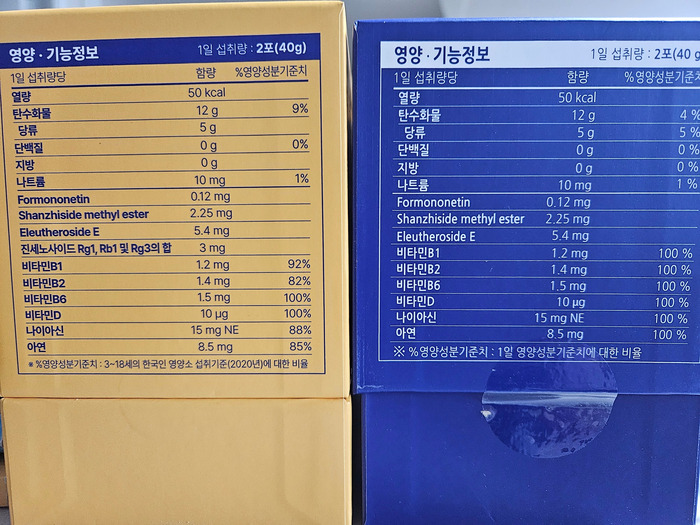 영양 · 기능정보 1일 섭취량 : 2포(40g)
1일 섭취량당 함량 %영양성분기준치
열량 50 kcal
탄수화물 12 g 9%
당류 5 g
단백질 0 g 0%
지방 0 g
나트륨 10 mg 1%
Formononetin 0.12 mg
Shanzhiside methyl ester 2.25 mg
Eleutheroside E 5.4 mg
진세노사이드 Rg1, Rb1 및 Rg3의 합 3 mg
비타민B1 1.2 mg 92%
비타민B2 1.4 mg 82%
비타민B6 1.5 mg 100%
비타민D 10 µg 100%
나이아신 15 mg NE 88%
아연 8.5 mg 85%
※ %영양성분기준치 : 3~18세의 한국인 영양소 섭취기준(2020년)에 대한 비율
영양 · 기능정보 1일 섭취량 : 2포(40 g
1일 섭취량당 함량 %영양성분기준
열량 50 kcal
탄수화물 12 g 4 %
당류 5 g 5 %
단백질 0 g 0 %
지방 0 g 0 %
나트륨 10 mg 1 %
Formononetin 0.12 mg
Shanzhiside methyl ester 2.25 mg
Eleutheroside E 5.4 mg
비타민B1 1.2 mg 100 %
비타민B2 1.4 mg 100 %
비타민B6 1.5 mg 100 %
비타민D 10 µg 100 %
나이아신 15 mg NE 100 %
아연 8.5 mg 100 %
※ %영양성분기준치 : 1일 영양성분기준치에 대한 비율